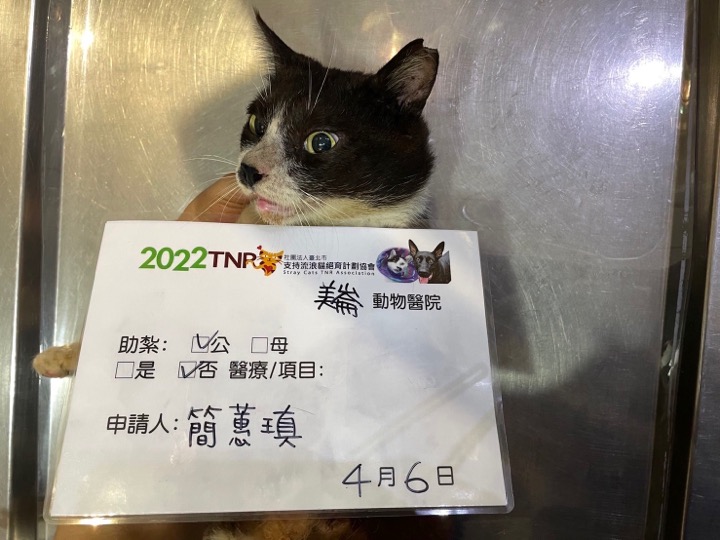 2022TNR 社團法人臺北市
支持流浪貓絕育計劃協會
Stray Cats TNR Association
美崙 動物醫院
助紮: ☑公 □母
□是 ☑否 醫療/項目:
申請人: 簡蕙瑱
4月6日